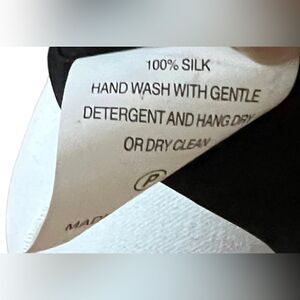 100% SILK
HAND WASH WITH GENTLE
DETERGENT AND HANG DRY
OR DRY CLEAN
P